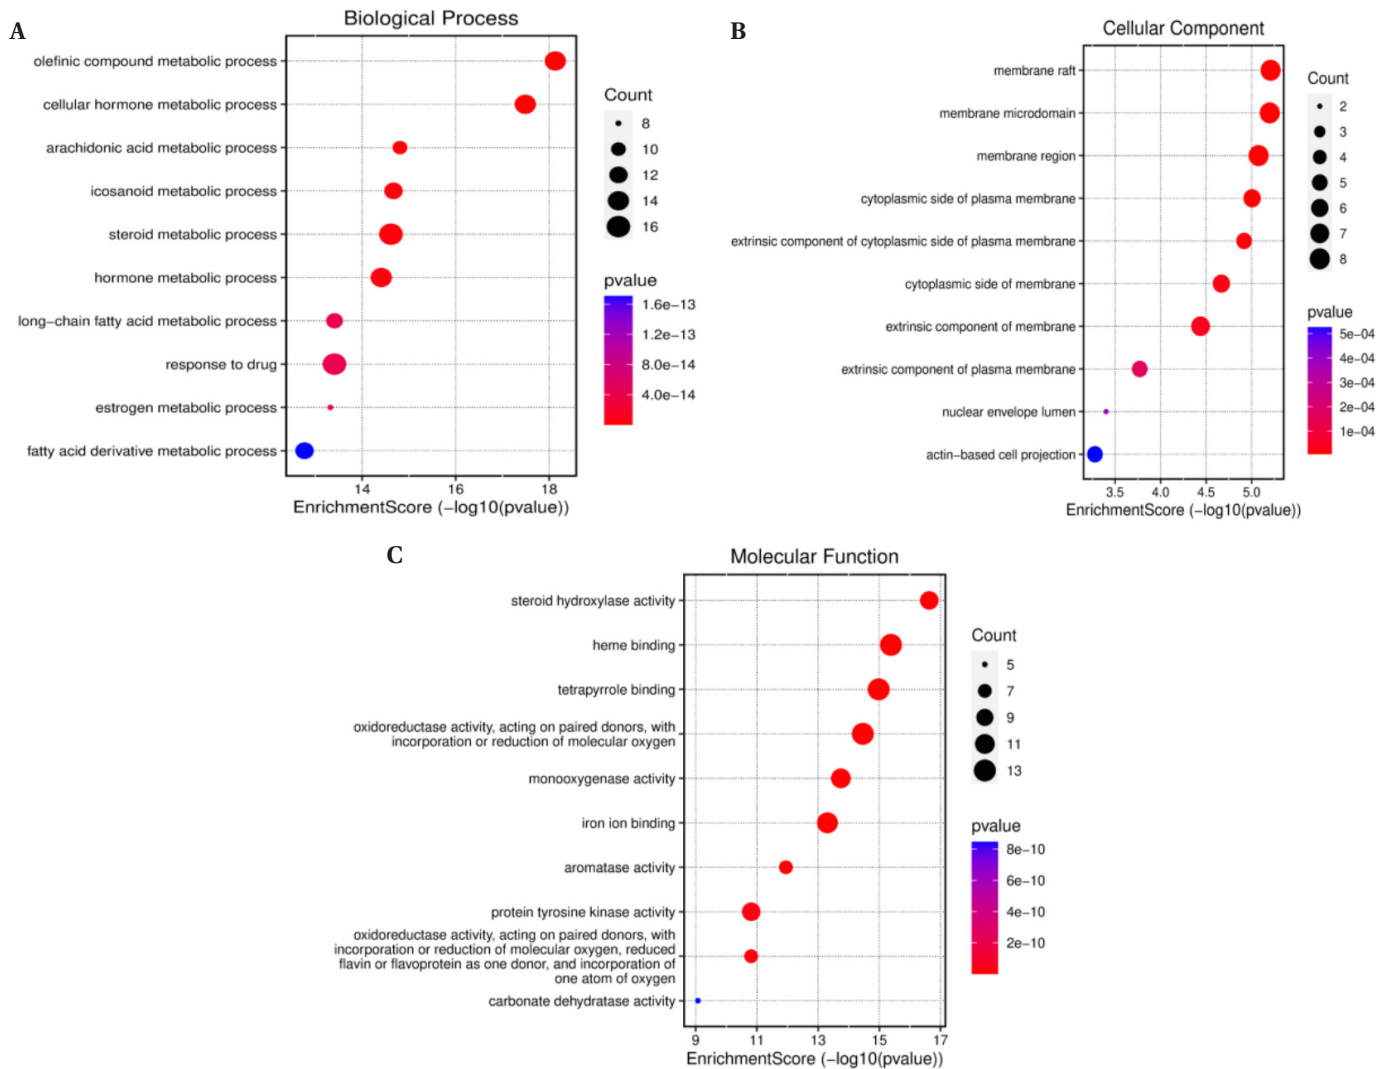 A
Biological Process
olefinic compound metabolic process
cellular hormone metabolic process
arachidonic acid metabolic process
icosanoid metabolic process
steroid metabolic process
hormone metabolic process
long−chain fatty acid metabolic process
response to drug
estrogen metabolic process
fatty acid derivative metabolic process
14 16 18
EnrichmentScore (−log10(pvalue))
Count
8
10
12
14
16
pvalue
1.6e−13
1.2e−13
8.0e−14
4.0e−14
B
Cellular Component
membrane raft
membrane microdomain
membrane region
cytoplasmic side of plasma membrane
extrinsic component of cytoplasmic side of plasma membrane
cytoplasmic side of membrane
extrinsic component of membrane
extrinsic component of plasma membrane
nuclear envelope lumen
actin−based cell projection
3.5 4.0 4.5 5.0
EnrichmentScore (−log10(pvalue))
Count
2
3
4
5
6
7
8
pvalue
5e−04
4e−04
3e−04
2e−04
1e−04
C
Molecular Function
steroid hydroxylase activity
heme binding
tetrapyrrole binding
oxidoreductase activity, acting on paired donors, with
incorporation or reduction of molecular oxygen
monooxygenase activity
iron ion binding
aromatase activity
protein tyrosine kinase activity
oxidoreductase activity, acting on paired donors, with
incorporation or reduction of molecular oxygen, reduced
flavin or flavoprotein as one donor, and incorporation of
one atom of oxygen
carbonate dehydratase activity
9 11 13 15 17
EnrichmentScore (−log10(pvalue))
Count
5
7
9
11
13
pvalue
8e−10
6e−10
4e−10
2e−10